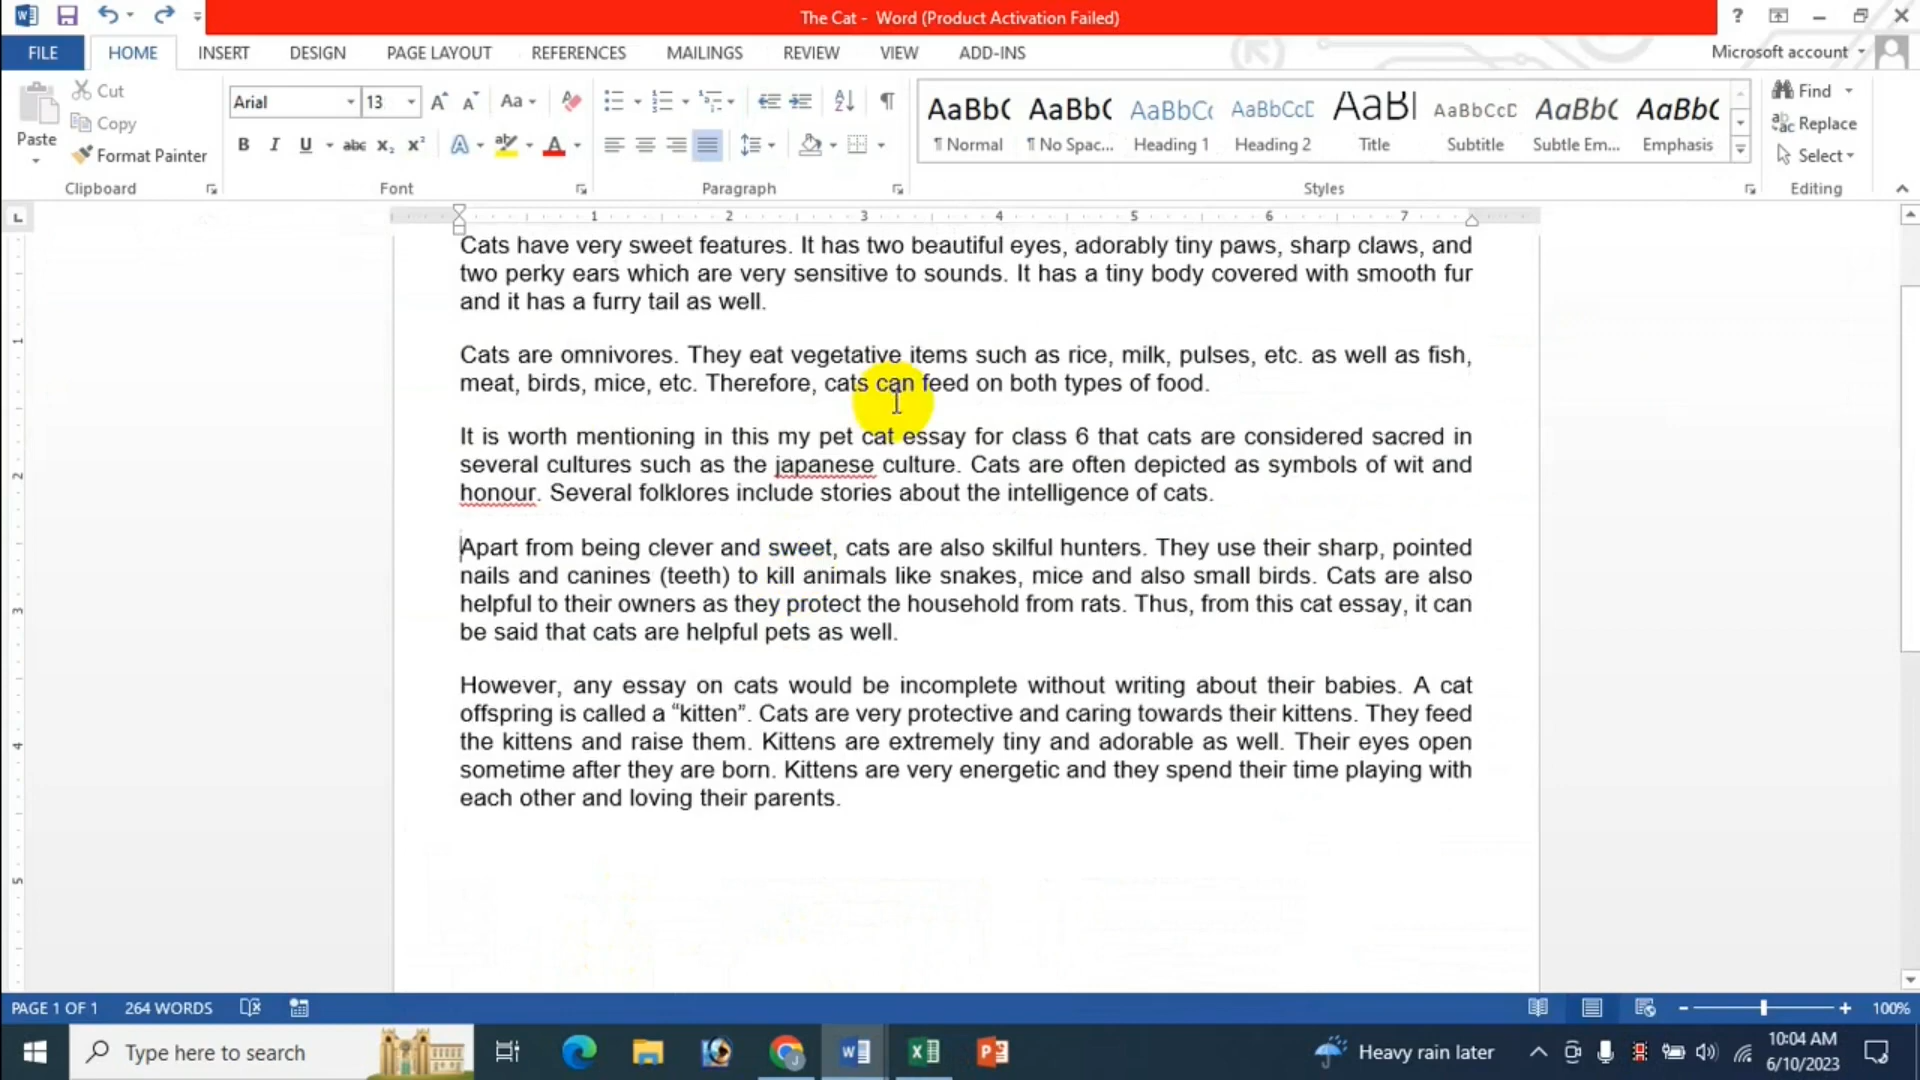 The Cat - Word (Product Activation Failed)
FILE HOME INSERT DESIGN PAGE LAYOUT REFERENCES MAILINGS REVIEW VIEW ADD-INS Microsoft account
Paste
Cut
Copy
Format Painter
Clipboard
Arial 13
Font
Paragraph
AaBbC AaBbC AaBbCc AaBbCcD AaBl AaBbCcD AaBbC AaBbC
¶ Normal ¶ No Spac... Heading 1 Heading 2 Title Subtitle Subtle Em... Emphasis
Styles
Find
Replace
Select
Editing
1 2 3 4 5 6 7
Cats have very sweet features. It has two beautiful eyes, adorably tiny paws, sharp claws, and
two perky ears which are very sensitive to sounds. It has a tiny body covered with smooth fur
and it has a furry tail as well.
Cats are omnivores. They eat vegetative items such as rice, milk, pulses, etc. as well as fish,
meat, birds, mice, etc. Therefore, cats can feed on both types of food.
It is worth mentioning in this my pet cat essay for class 6 that cats are considered sacred in
several cultures such as the japanese culture. Cats are often depicted as symbols of wit and
honour. Several folklores include stories about the intelligence of cats.
Apart from being clever and sweet, cats are also skilful hunters. They use their sharp, pointed
nails and canines (teeth) to kill animals like snakes, mice and also small birds. Cats are also
helpful to their owners as they protect the household from rats. Thus, from this cat essay, it can
be said that cats are helpful pets as well.
However, any essay on cats would be incomplete without writing about their babies. A cat
offspring is called a “kitten”. Cats are very protective and caring towards their kittens. They feed
the kittens and raise them. Kittens are extremely tiny and adorable as well. Their eyes open
sometime after they are born. Kittens are very energetic and they spend their time playing with
each other and loving their parents.
PAGE 1 OF 1 264 WORDS 100%
Type here to search
Heavy rain later
10:04 AM
6/10/2023